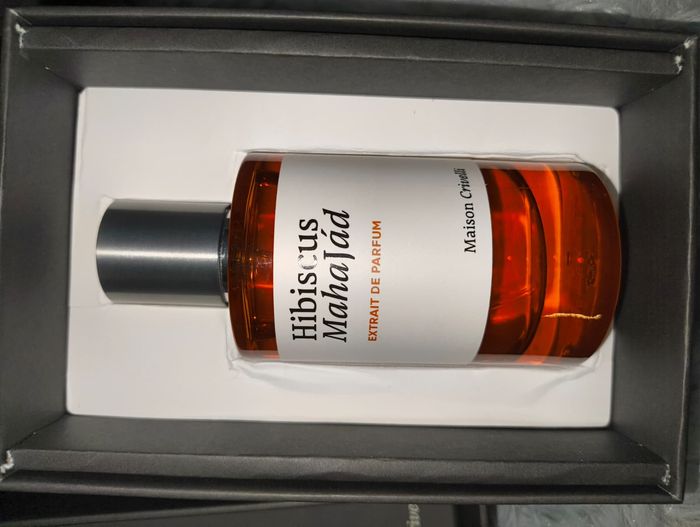 Hibiscus
MahaJád
EXTRAIT DE PARFUM
Maison Crivelli